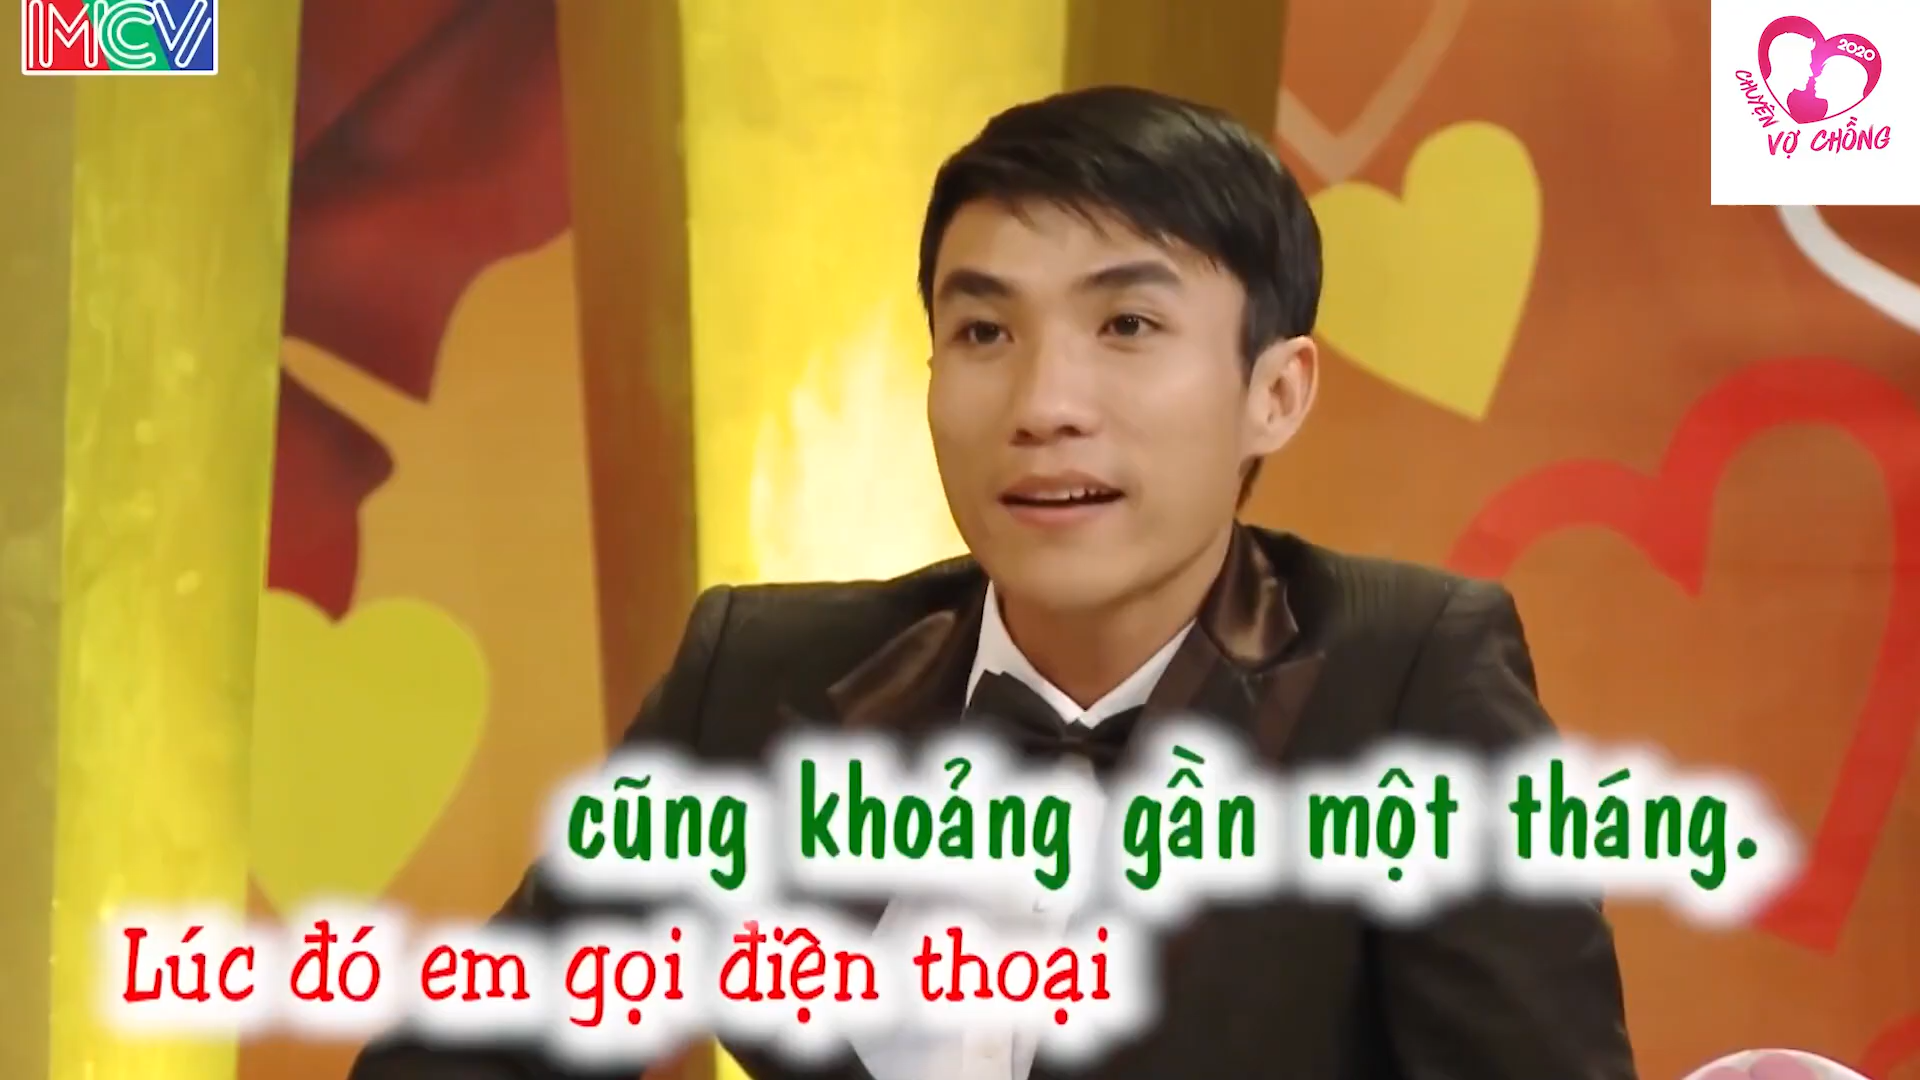 MCV
2020
CHUYỆN
VỢ CHỒNG
cũng khoảng gần một tháng.
Lúc đó em gọi điện thoại